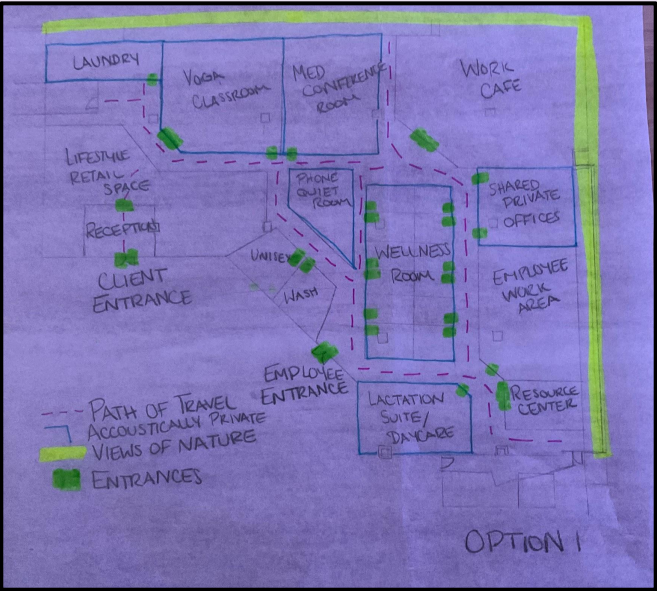 LAUNDRY
YOGA
CLASSROOM
MED
CONFERENCE
ROOM
WORK
CAFE
LIFESTYLE
RETAIL
SPACE
PHONE
QUIET
ROOM
SHARED
PRIVATE
OFFICES
RECEPTION
UNISEX
WELLNESS
ROOM
CLIENT
ENTRANCE
WASH
EMPLOYEE
WORK
AREA
EMPLOYEE
ENTRANCE
LACTATION
SUITE/
DAYCARE
RESOURCE
CENTER
PATH OF TRAVEL
ACCOUSTICALLY PRIVATE
VIEWS OF NATURE
ENTRANCES
OPTION 1